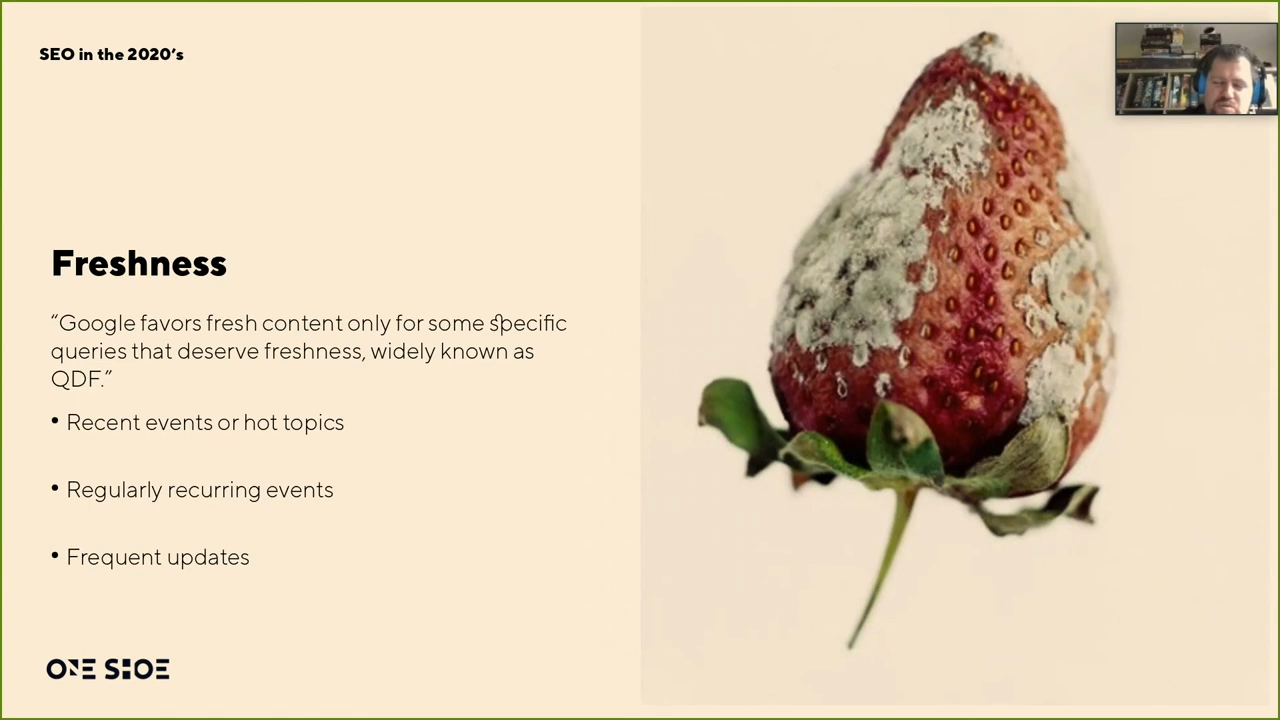 SEO in the 2020’s
Freshness
“Google favors fresh content only for some specific
queries that deserve freshness, widely known as
QDF.”
• Recent events or hot topics
• Regularly recurring events
• Frequent updates
ONE SHOE